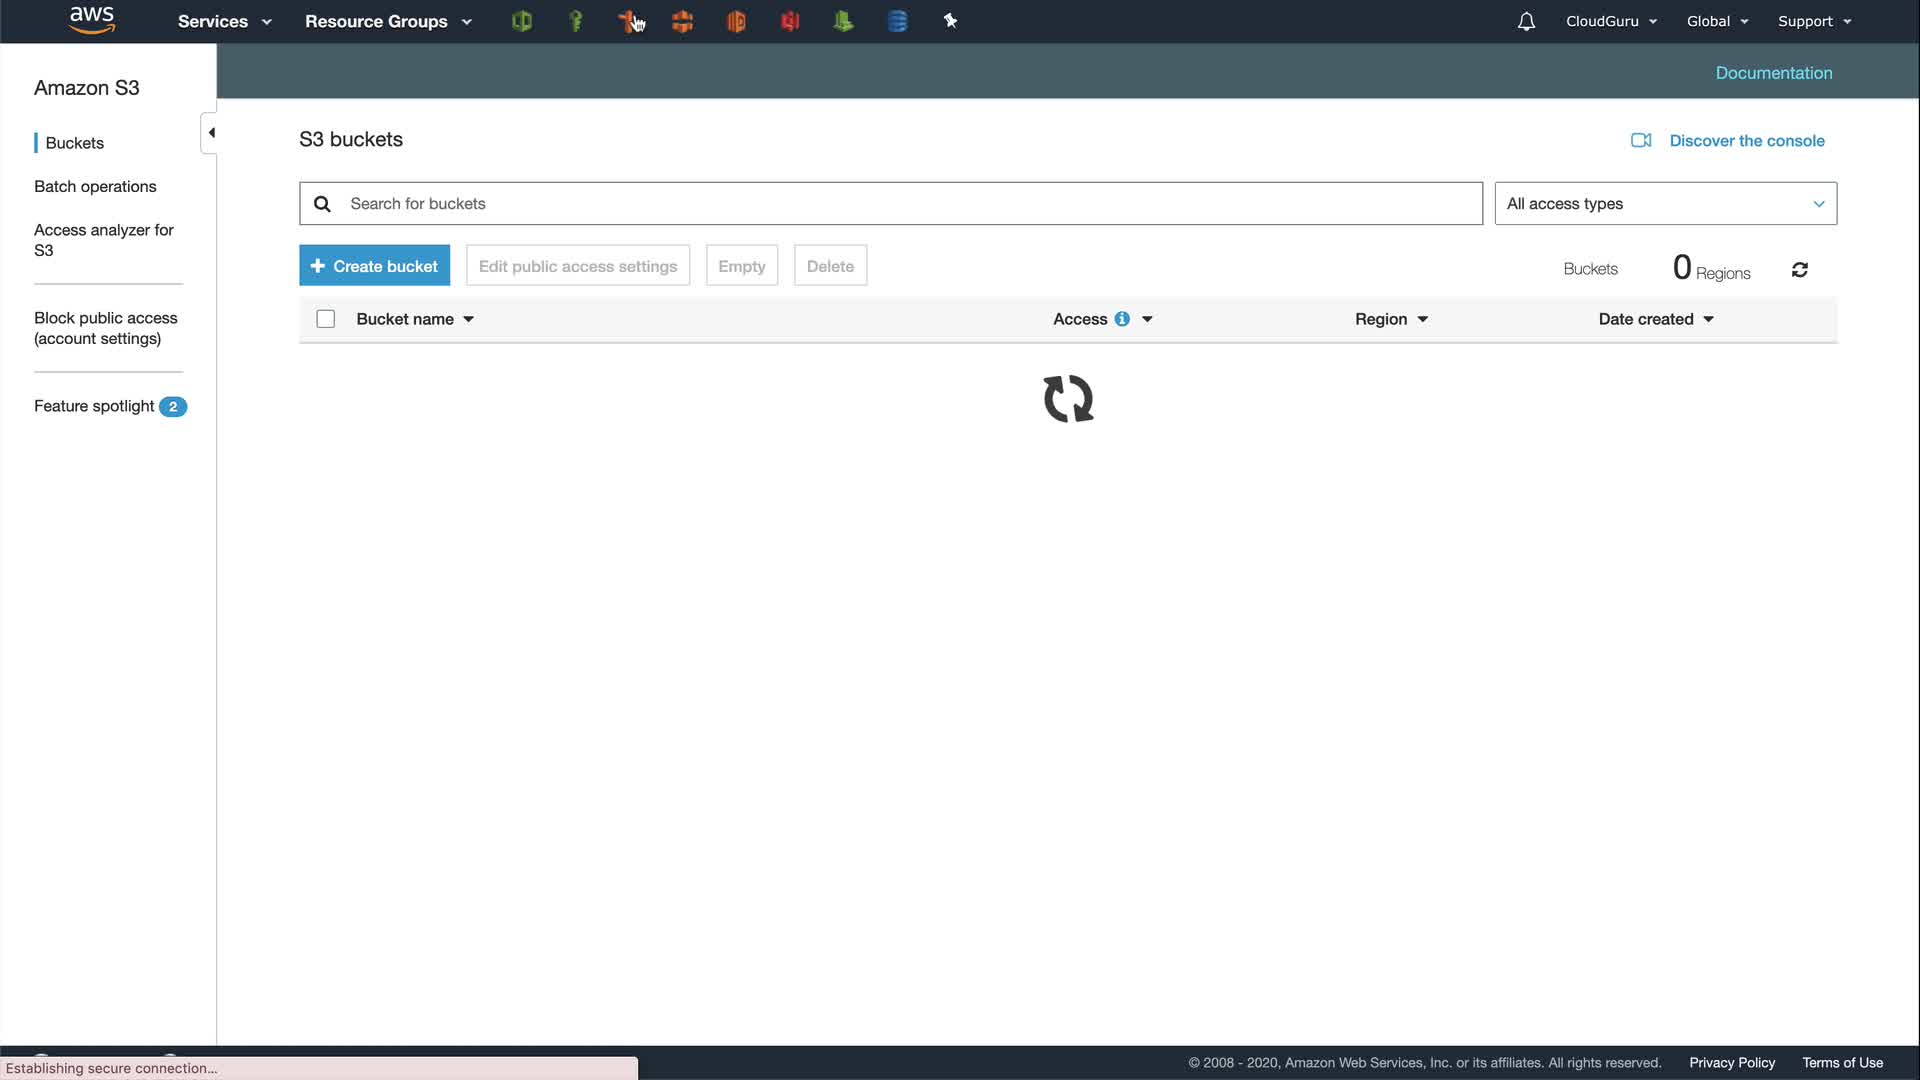 aws Services Resource Groups CloudGuru Global Support
Documentation
Amazon S3
Buckets
Batch operations
Access analyzer for
S3
Block public access
(account settings)
Feature spotlight 2
S3 buckets
Discover the console
Search for buckets
All access types
Create bucket Edit public access settings Empty Delete
Buckets 0 Regions
Bucket name Access Region Date created
Establishing secure connection...
© 2008 - 2020, Amazon Web Services, Inc. or its affiliates. All rights reserved. Privacy Policy Terms of Use